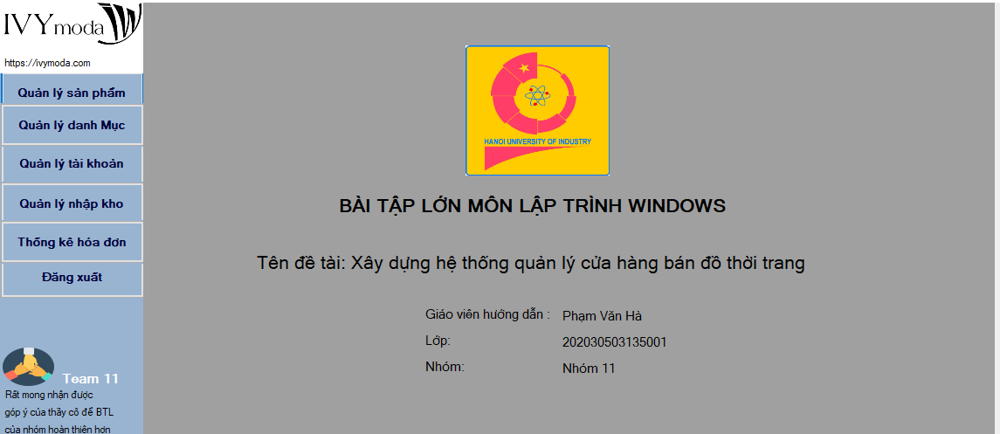 IVY moda
https://ivymoda.com
Quản lý sản phẩm
Quản lý danh Mục
Quản lý tài khoản
Quản lý nhập kho
Thống kê hóa đơn
Đăng xuất
Team 11
Rất mong nhận được
góp ý của thầy cô để BTL
của nhóm hoàn thiện hơn
HANOI UNIVERSITY OF INDUSTRY
BÀI TẬP LỚN MÔN LẬP TRÌNH WINDOWS
Tên đề tài: Xây dựng hệ thống quản lý cửa hàng bán đồ thời trang
Giáo viên hướng dẫn : Phạm Văn Hà
Lớp: 202030503135001
Nhóm: Nhóm 11